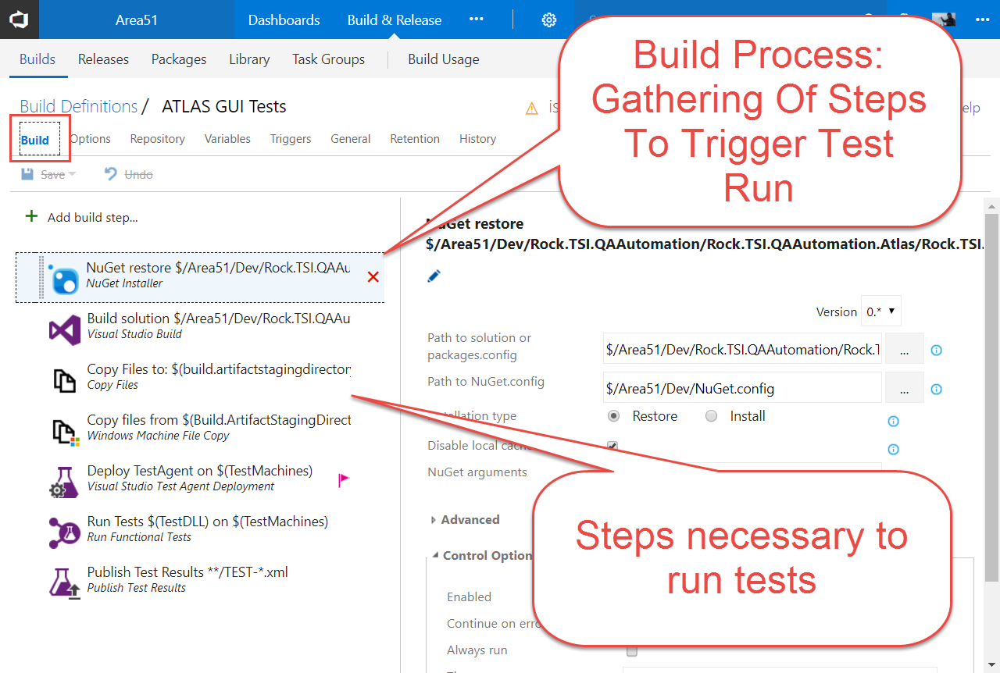 Area51
Dashboards
Build & Release
Builds
Releases
Packages
Library
Task Groups
Build Usage
Build Definitions / ATLAS GUI Tests
Build
Options
Repository
Variables
Triggers
General
Retention
History
Save
Undo
Build Process:
Gathering Of Steps
To Trigger Test
Run
Add build step...
NuGet restore $/Area51/Dev/Rock.TSI.QAAu
NuGet Installer
Build solution $/Area51/Dev/Rock.TSI.QAAu
Visual Studio Build
Copy Files to: $(build.artifactstagingdirectory
Copy Files
Copy files from $(Build.ArtifactStagingDirect
Windows Machine File Copy
Deploy TestAgent on $(TestMachines)
Visual Studio Test Agent Deployment
Run Tests $(TestDLL) on $(TestMachines)
Run Functional Tests
Publish Test Results **/TEST-*.xml
Publish Test Results
NuGet restore
$/Area51/Dev/Rock.TSI.QAAutomation/Rock.TSI.QAAutomation.Atlas/Rock.TSI.
Version 0.*
Path to solution or
packages.config
$/Area51/Dev/Rock.TSI.QAAutomation/Rock.T
...
Path to NuGet.config
$/Area51/Dev/NuGet.config
...
Installation type
Restore
Install
Disable local cache
NuGet arguments
Advanced
Control Option
Enabled
Continue on erro
Always run
Steps necessary to
run tests